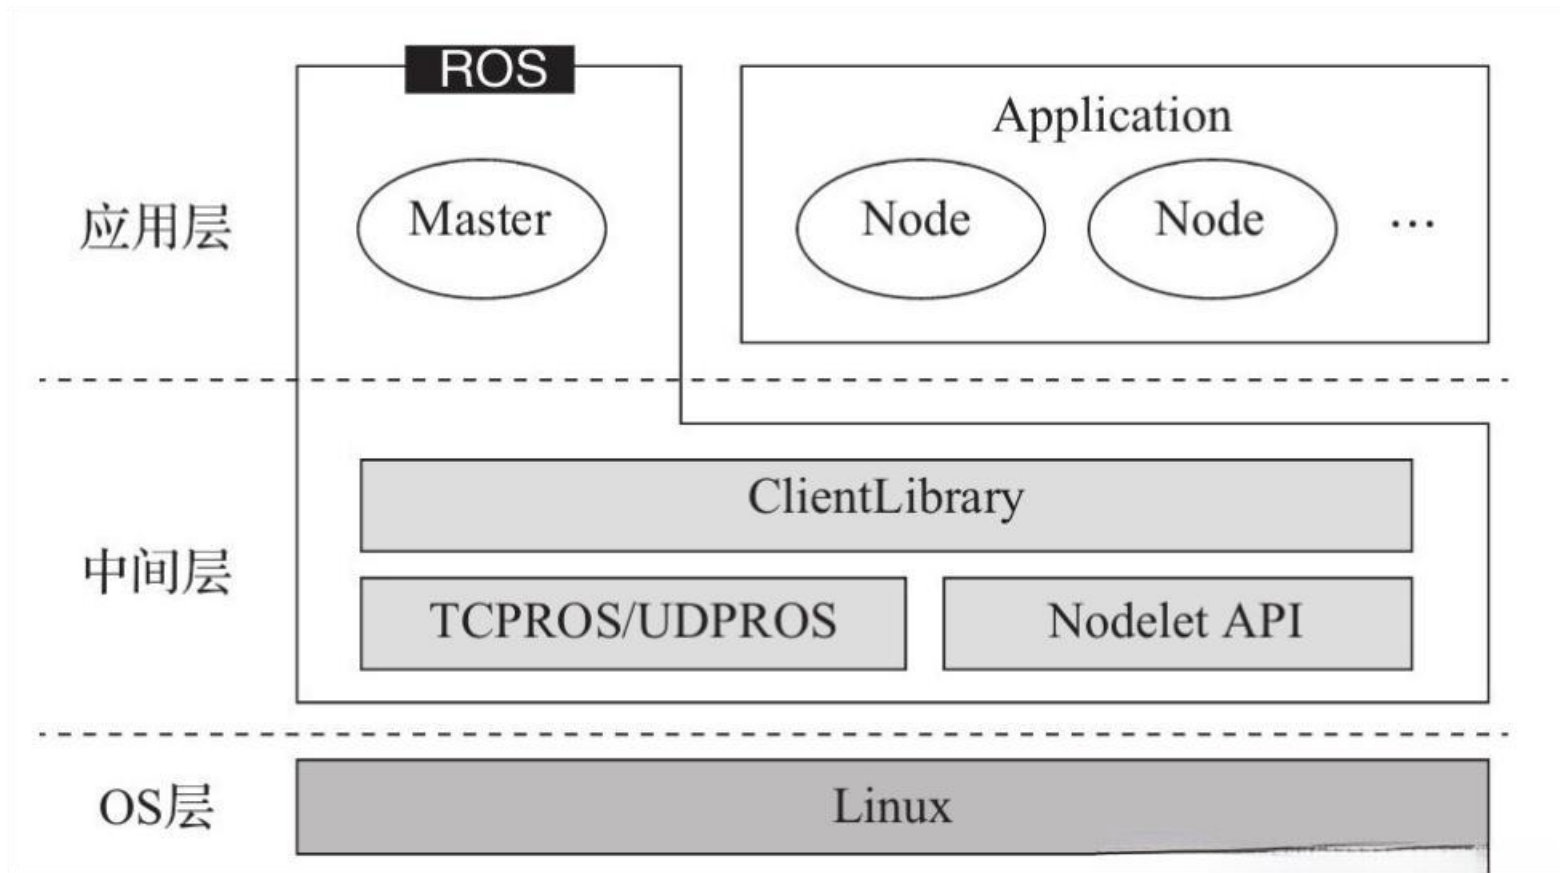 ROS
Application
应用层
Master
Node
Node
…
ClientLibrary
中间层
TCPROS/UDPROS
Nodelet API
OS层
Linux